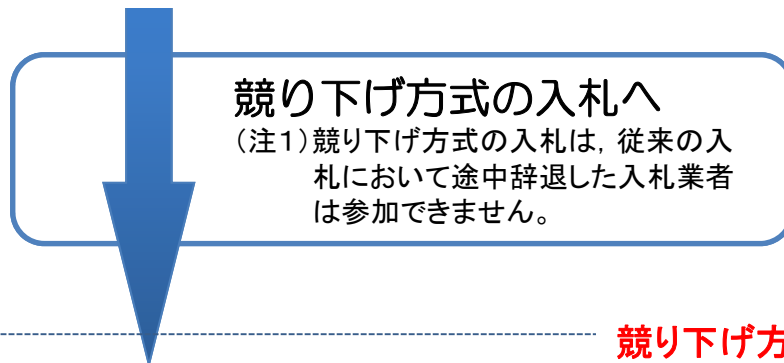 競り下げ方式の入札へ
（注１）競り下げ方式の入札は，従来の入
札において途中辞退した入札業者
は参加できません。
競り下げ方